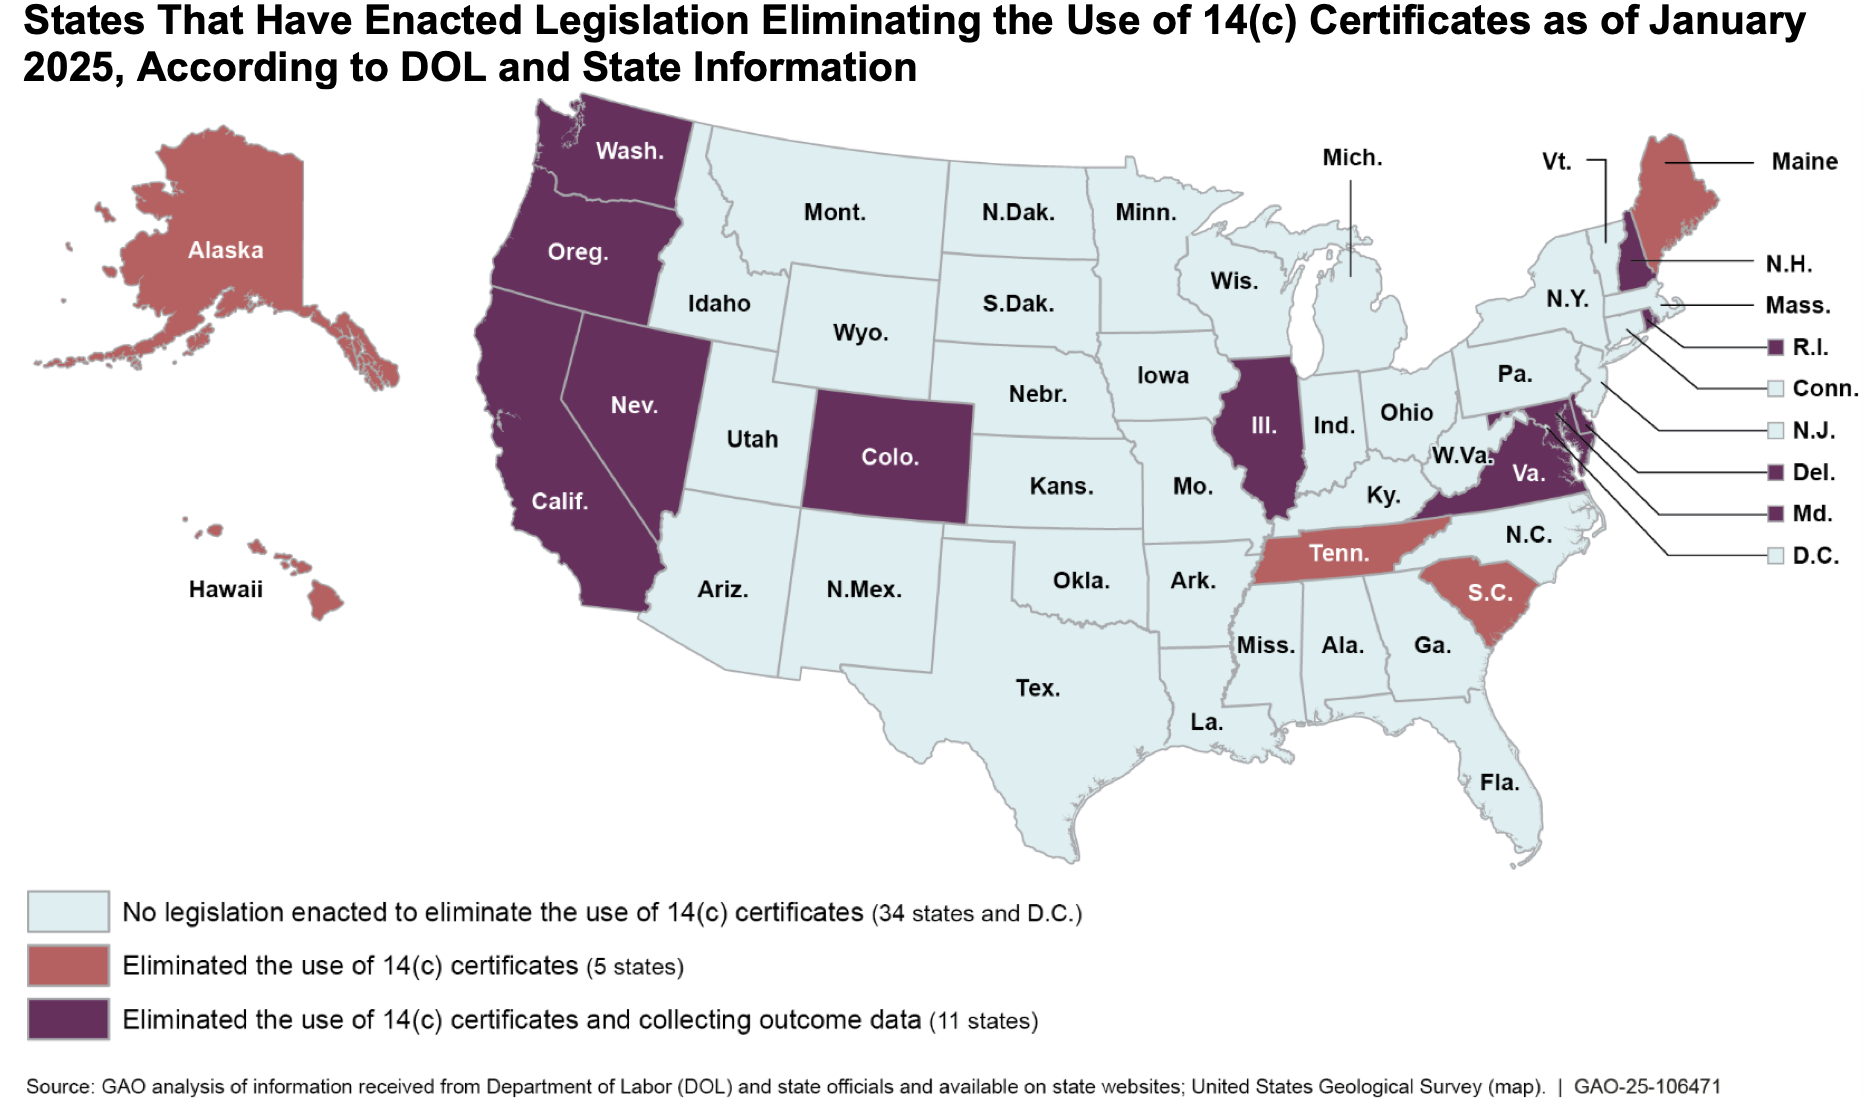 States That Have Enacted Legislation Eliminating the Use of 14(c) Certificates as of January
2025, According to DOL and State Information
Wash.
Mich.
Vt.
Maine
Mont.
N.Dak.
Minn.
Alaska
Oreg.
N.H.
Idaho
S.Dak.
Wis.
N.Y.
Mass.
Wyo.
R.I.
Nev.
Nebr.
Iowa
Pa.
Conn.
Utah
Colo.
Ill.
Ind.
Ohio
N.J.
Calif.
Kans.
Mo.
W.Va.
Va.
Del.
Ky.
Md.
N.C.
D.C.
Hawaii
Ariz.
N.Mex.
Okla.
Ark.
Tenn.
S.C.
Tex.
Miss.
Ala.
Ga.
La.
Fla.
No legislation enacted to eliminate the use of 14(c) certificates (34 states and D.C.)
Eliminated the use of 14(c) certificates (5 states)
Eliminated the use of 14(c) certificates and collecting outcome data (11 states)
Source: GAO analysis of information received from Department of Labor (DOL) and state officials and available on state websites; United States Geological Survey (map). | GAO-25-106471